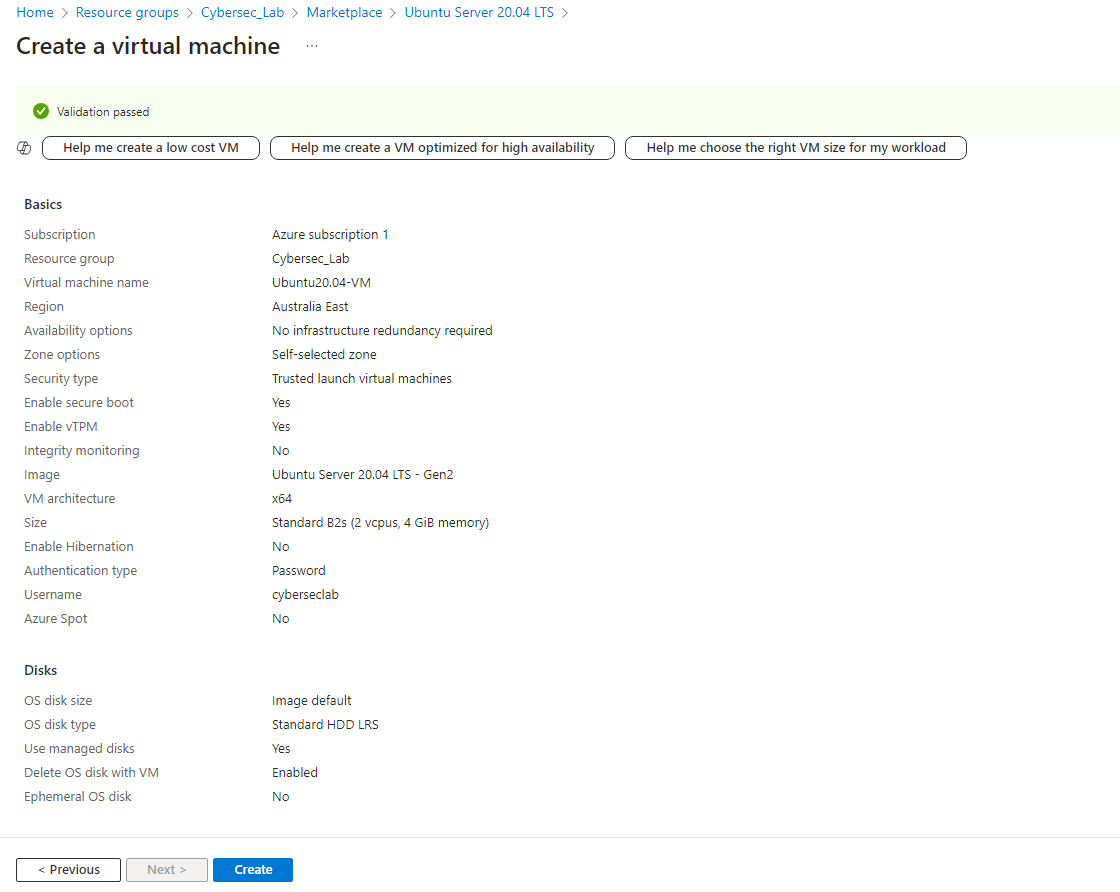 Home > Resource groups > Cybersec_Lab > Marketplace > Ubuntu Server 20.04 LTS >
Create a virtual machine ...
Validation passed
Help me create a low cost VM Help me create a VM optimized for high availability Help me choose the right VM size for my workload
Basics
Subscription Azure subscription 1
Resource group Cybersec_Lab
Virtual machine name Ubuntu20.04-VM
Region Australia East
Availability options No infrastructure redundancy required
Zone options Self-selected zone
Security type Trusted launch virtual machines
Enable secure boot Yes
Enable vTPM Yes
Integrity monitoring No
Image Ubuntu Server 20.04 LTS - Gen2
VM architecture x64
Size Standard B2s (2 vcpus, 4 GiB memory)
Enable Hibernation No
Authentication type Password
Username cyberseclab
Azure Spot No
Disks
OS disk size Image default
OS disk type Standard HDD LRS
Use managed disks Yes
Delete OS disk with VM Enabled
Ephemeral OS disk No
< Previous Next > Create